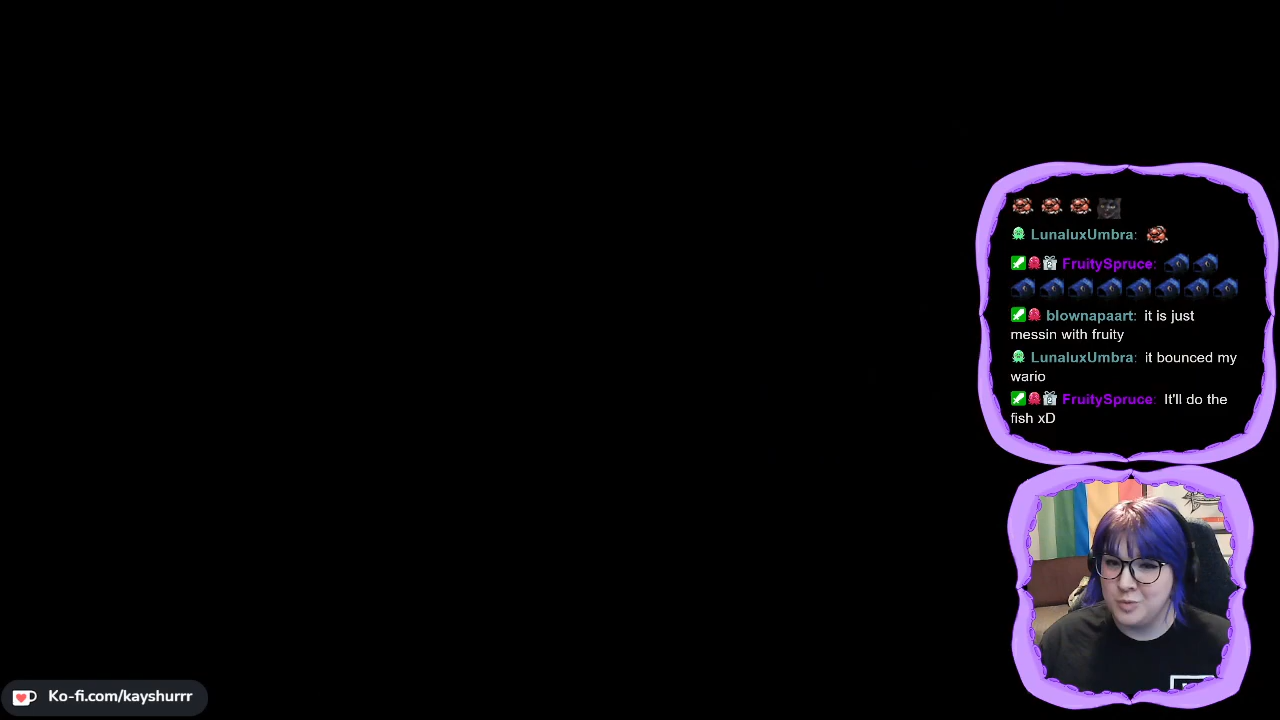 LunaluxUmbra:
FruitySpruce:
blownapaart: it is just
messin with fruity
LunaluxUmbra: it bounced my
wario
FruitySpruce: It'll do the
fish xD
Ko-fi.com/kayshurrr